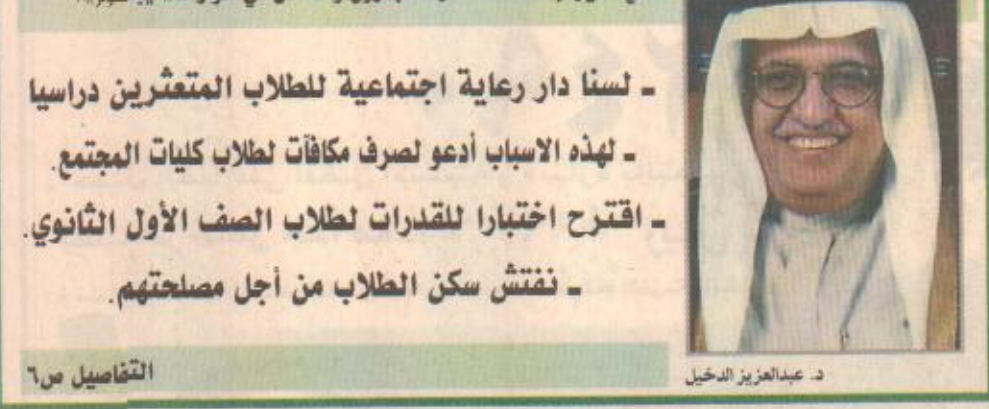 ـ لسنا دار رعاية اجتماعية للطلاب المتعثرين دراسيا
ـ لهذه الاسباب أدعو لصرف مكافآت لطلاب كليات المجتمع.
ـ اقترح اختبارا للقدرات لطلاب الصف الأول الثانوي.
ـ نفتش سكن الطلاب من أجل مصلحتهم.
د. عبدالعزيز الدخيل
التفاصيل ص٦